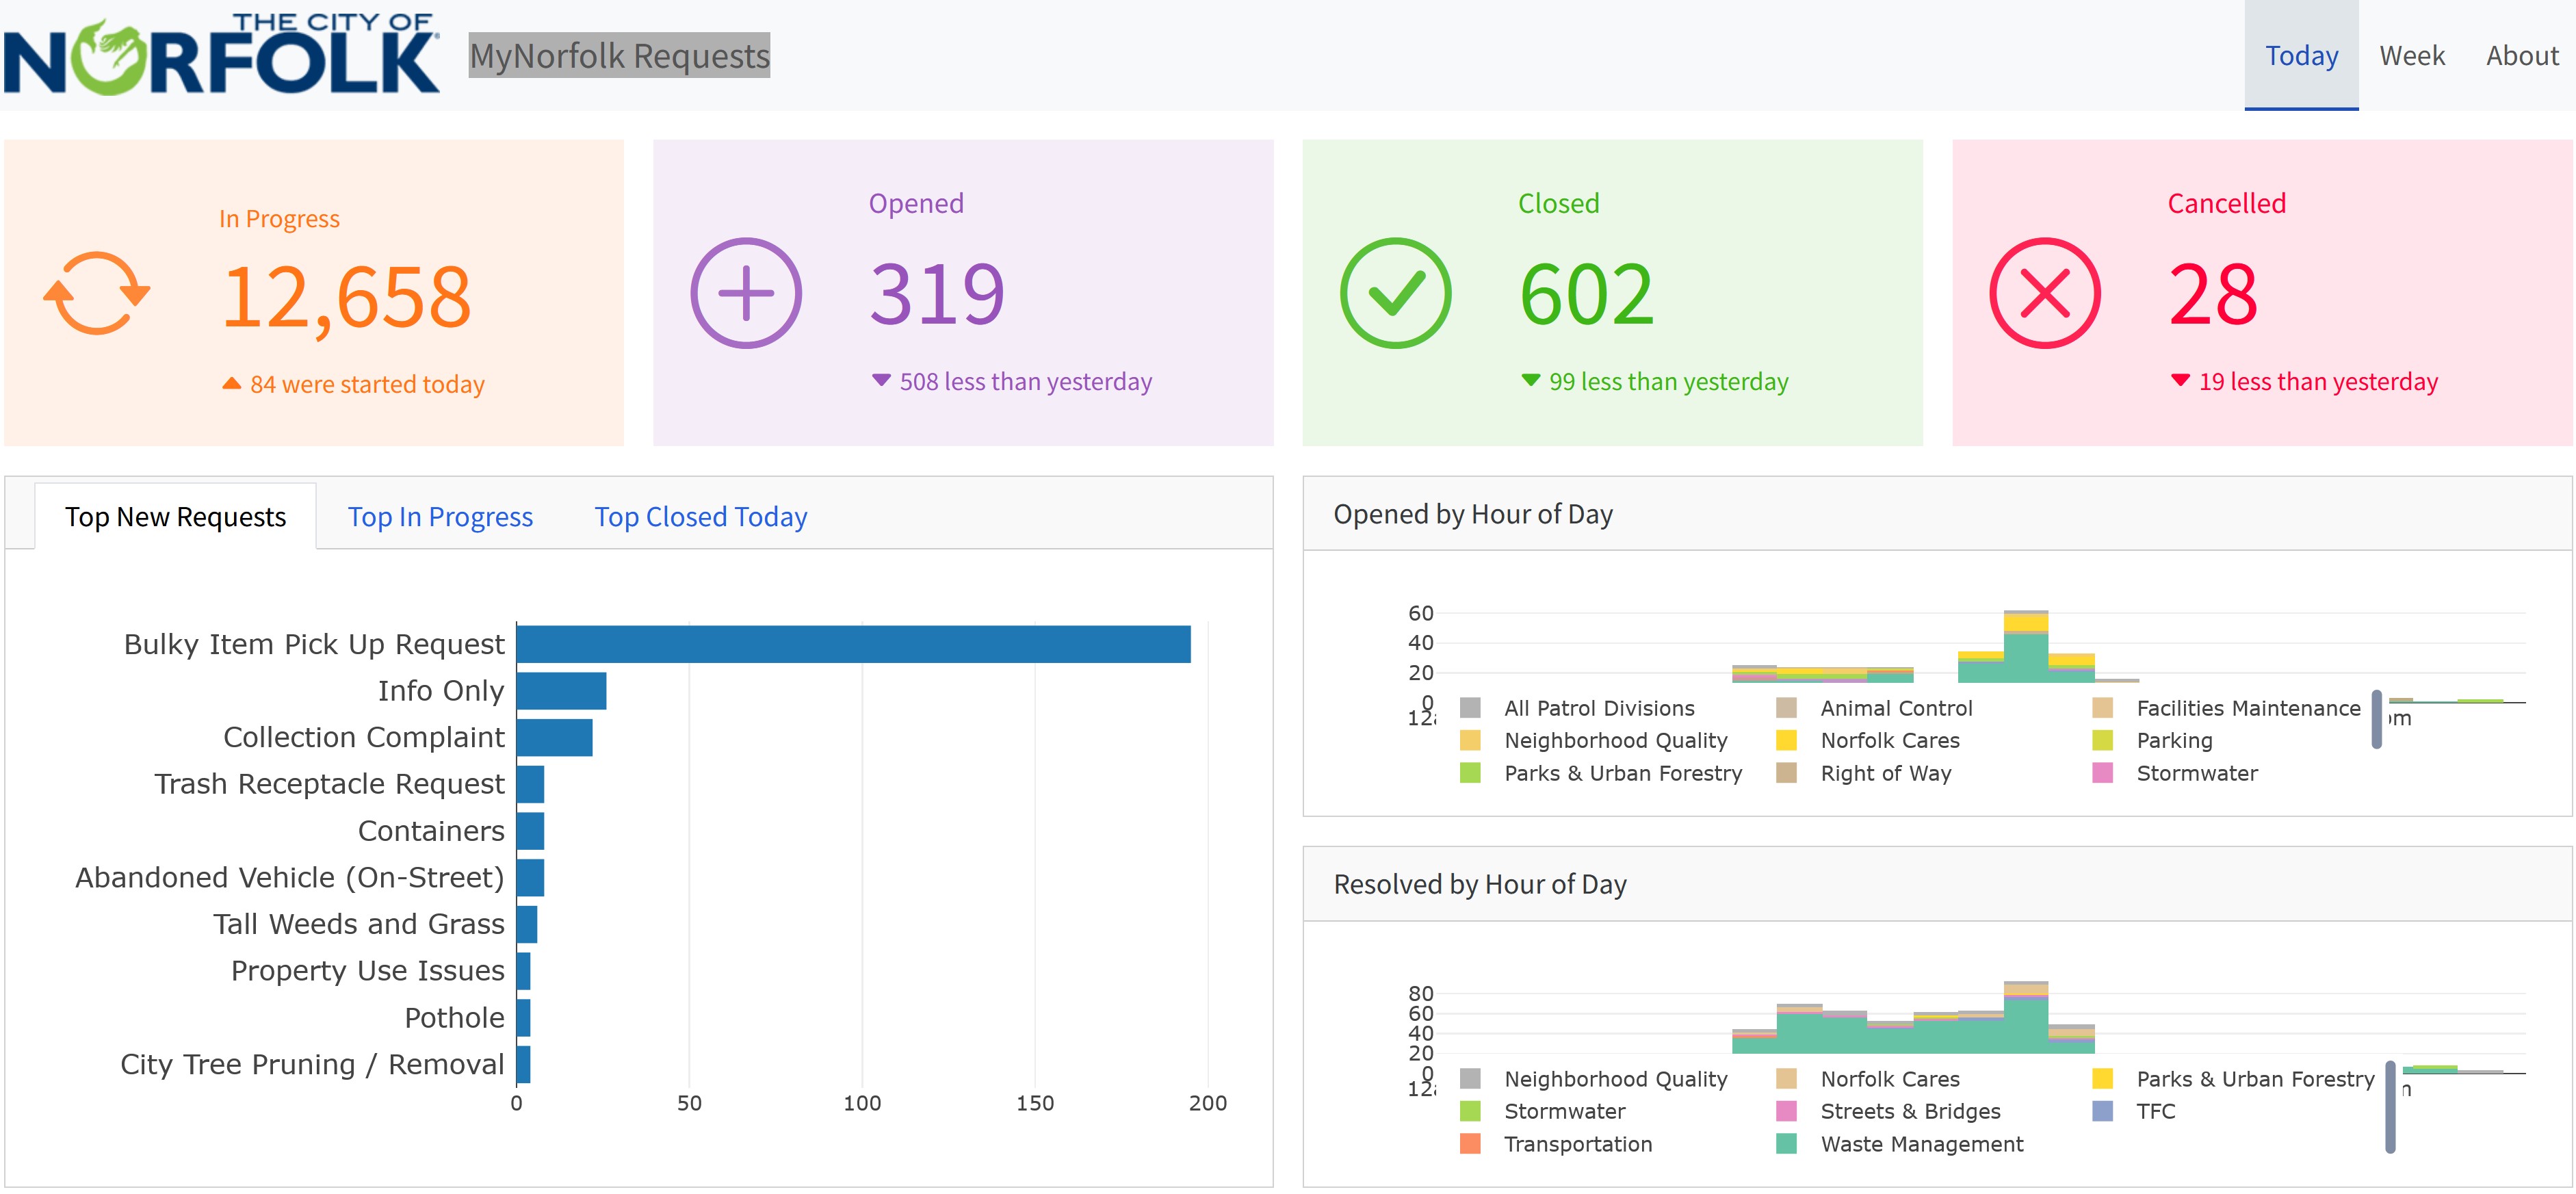 THE CITY OF
NORFOLK
MyNorfolk Requests
Today Week About
In Progress
12,658
84 were started today
Opened
319
508 less than yesterday
Closed
602
99 less than yesterday
Cancelled
28
19 less than yesterday
Top New Requests Top In Progress Top Closed Today
Bulky Item Pick Up Request
Info Only
Collection Complaint
Trash Receptacle Request
Containers
Abandoned Vehicle (On-Street)
Tall Weeds and Grass
Property Use Issues
Pothole
City Tree Pruning / Removal
0 50 100 150 200
Opened by Hour of Day
60
40
20
0
All Patrol Divisions Animal Control Facilities Maintenance
Neighborhood Quality Norfolk Cares Parking
Parks & Urban Forestry Right of Way Stormwater
Resolved by Hour of Day
80
60
40
20
0
Neighborhood Quality Norfolk Cares Parks & Urban Forestry
Stormwater Streets & Bridges TFC
Transportation Waste Management